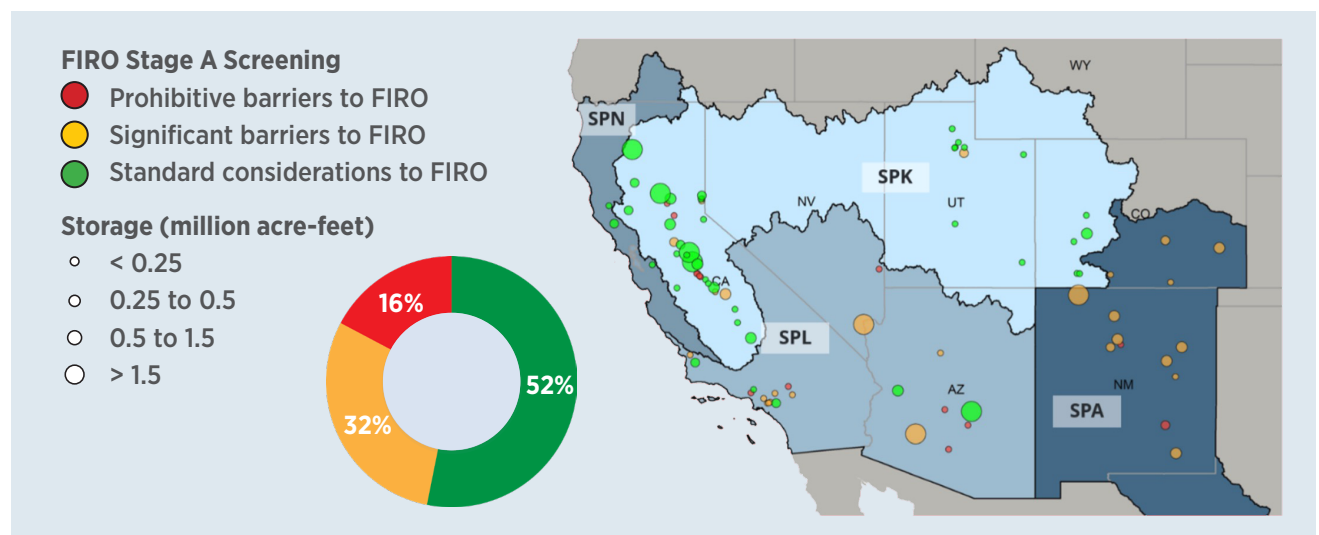 FIRO Stage A Screening
Prohibitive barriers to FIRO
Significant barriers to FIRO
Standard considerations to FIRO
Storage (million acre-feet)
< 0.25
0.25 to 0.5
0.5 to 1.5
> 1.5
16%
52%
32%
WY
SPN
SPK
NV
UT
CO
CA
SPL
AZ
NM
SPA